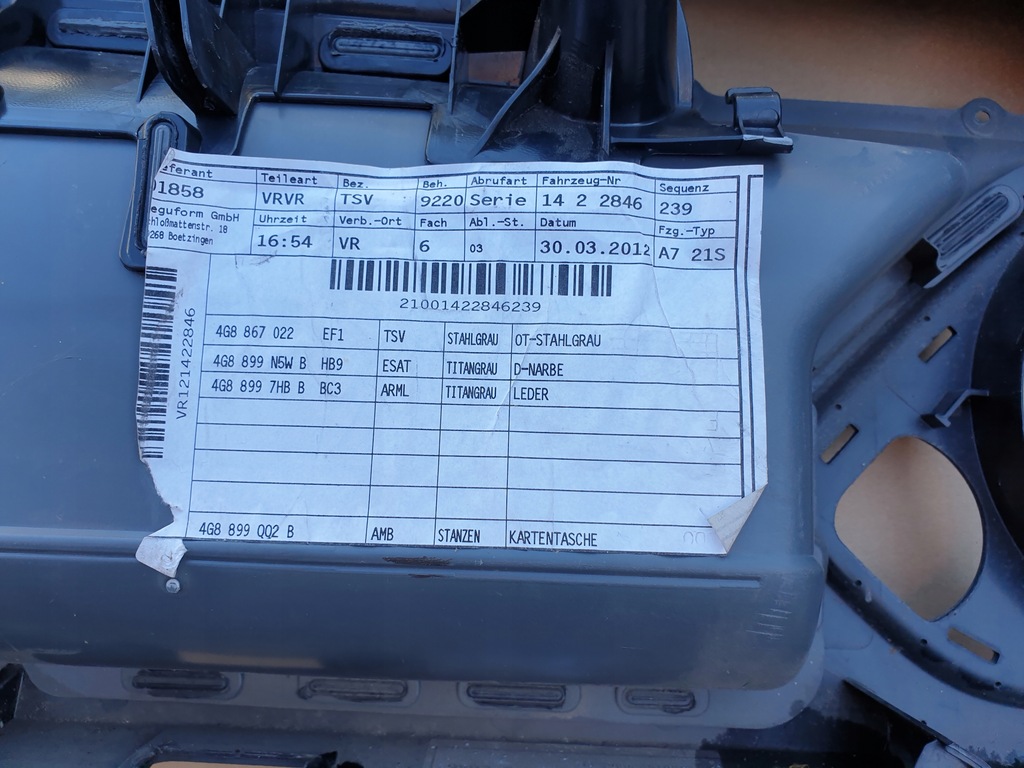 eferant Teileart Bez. Beh. Abrufart Fahrzeug-Nr Sequenz
01858 VRVR TSV 9220 Serie 14 2 2846 239
eguform GmbH Uhrzeit Verb.-Ort Fach Abl.-St. Datum Fzg.-Typ
hloßmattenstr. 18
268 Boetzingen 16:54 VR 6 03 30.03.2012 A7 21S
21001422846239
VR121422846
4G8 867 022 EF1 TSV STAHLGRAU OT-STAHLGRAU
4G8 899 N5W B HB9 ESAT TITANGRAU D-NARBE
4G8 899 7HB B BC3 ARML TITANGRAU LEDER
4G8 899 QQ2 B AMB STANZEN KARTENTASCHE